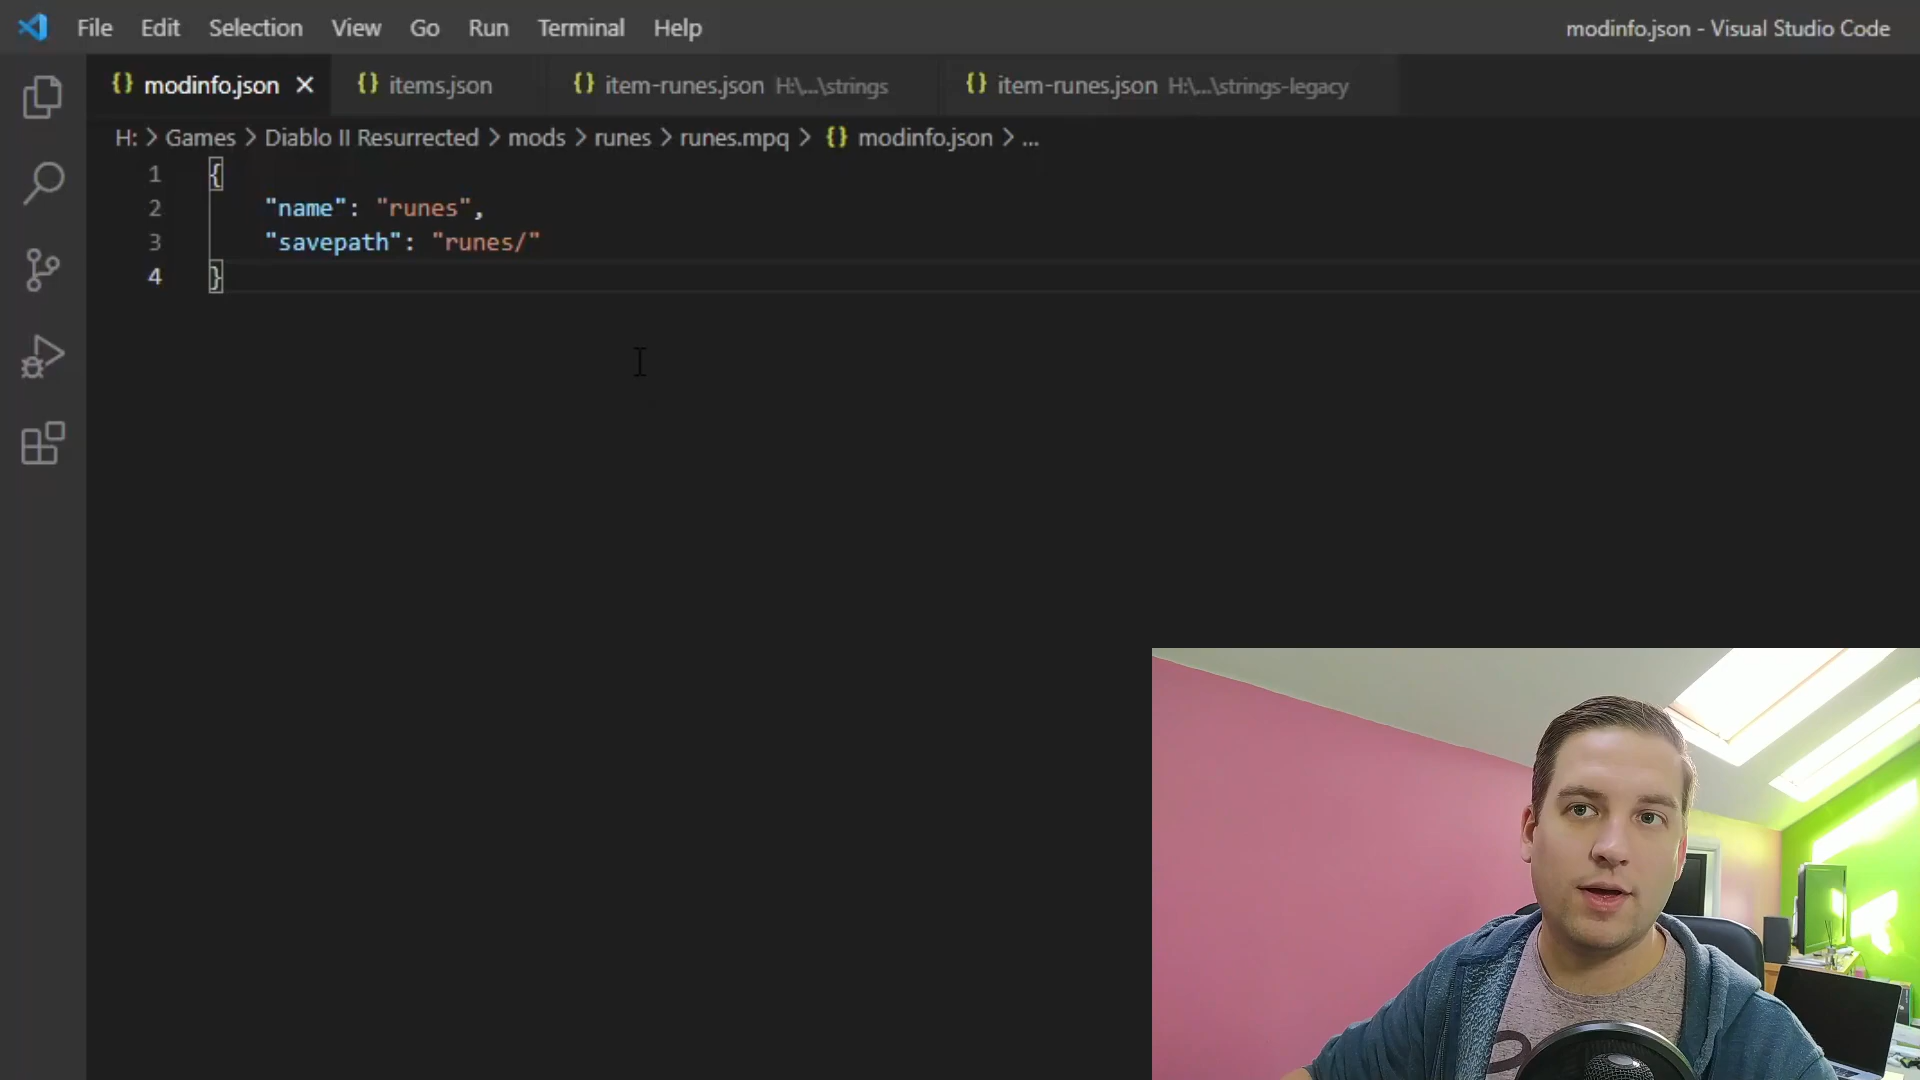 File Edit Selection View Go Run Terminal Help modinfo.json - Visual Studio Code
{} modinfo.json × {} items.json {} item-runes.json H:\...\strings {} item-runes.json H:\...\strings-legacy
H: > Games > Diablo II Resurrected > mods > runes > runes.mpq > {} modinfo.json > ...
1 {
2 "name": "runes",
3 "savepath": "runes/"
4 }